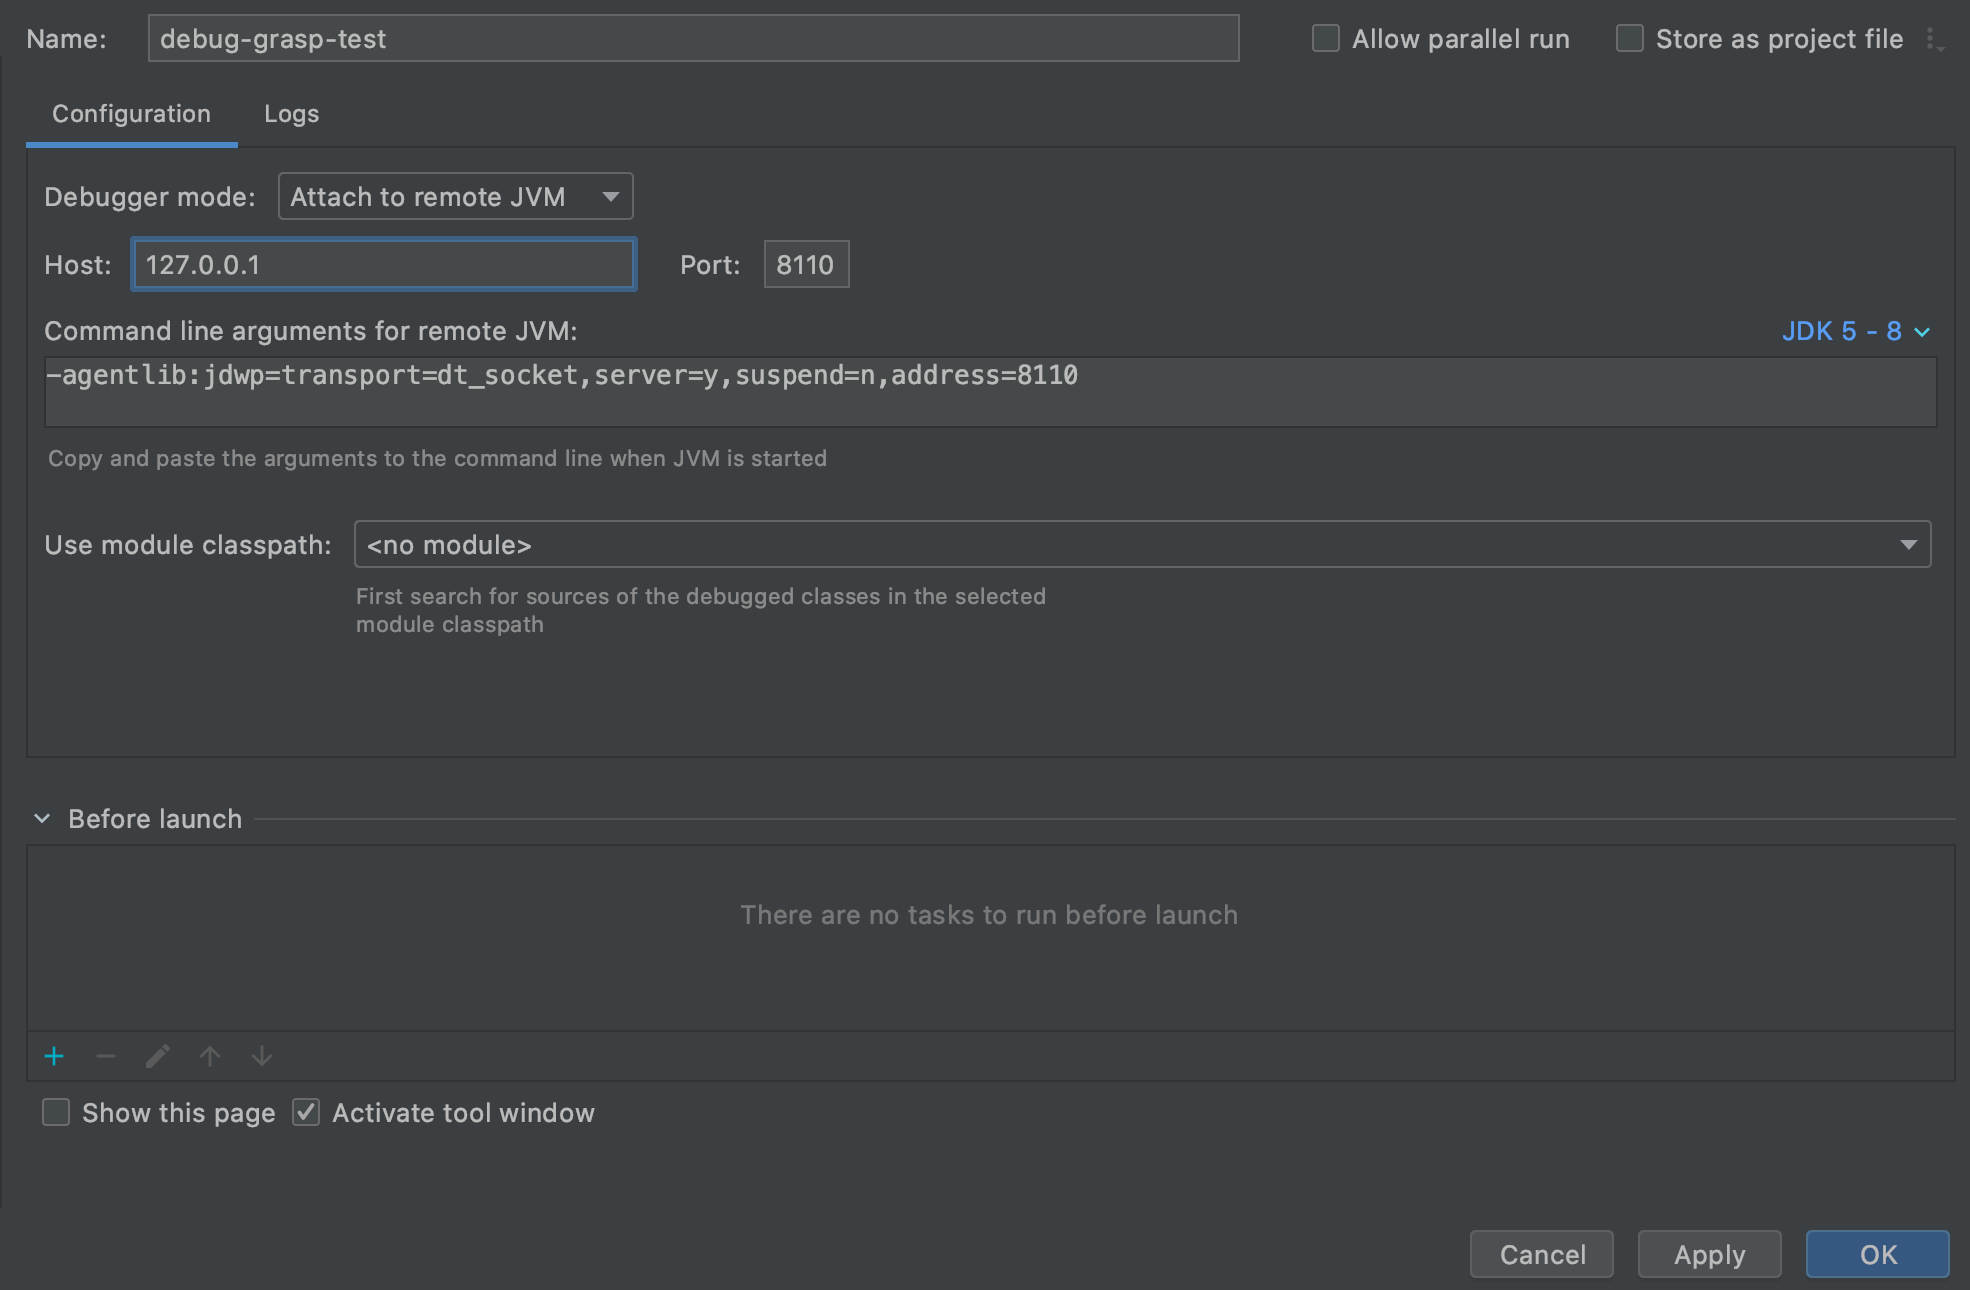 Name: debug-grasp-test Allow parallel run Store as project file
Configuration Logs
Debugger mode: Attach to remote JVM
Host: 127.0.0.1 Port: 8110
Command line arguments for remote JVM: JDK 5 - 8
-agentlib:jdwp=transport=dt_socket,server=y,suspend=n,address=8110
Copy and paste the arguments to the command line when JVM is started
Use module classpath: <no module>
First search for sources of the debugged classes in the selected
module classpath
Before launch
There are no tasks to run before launch
Show this page Activate tool window
Cancel Apply OK